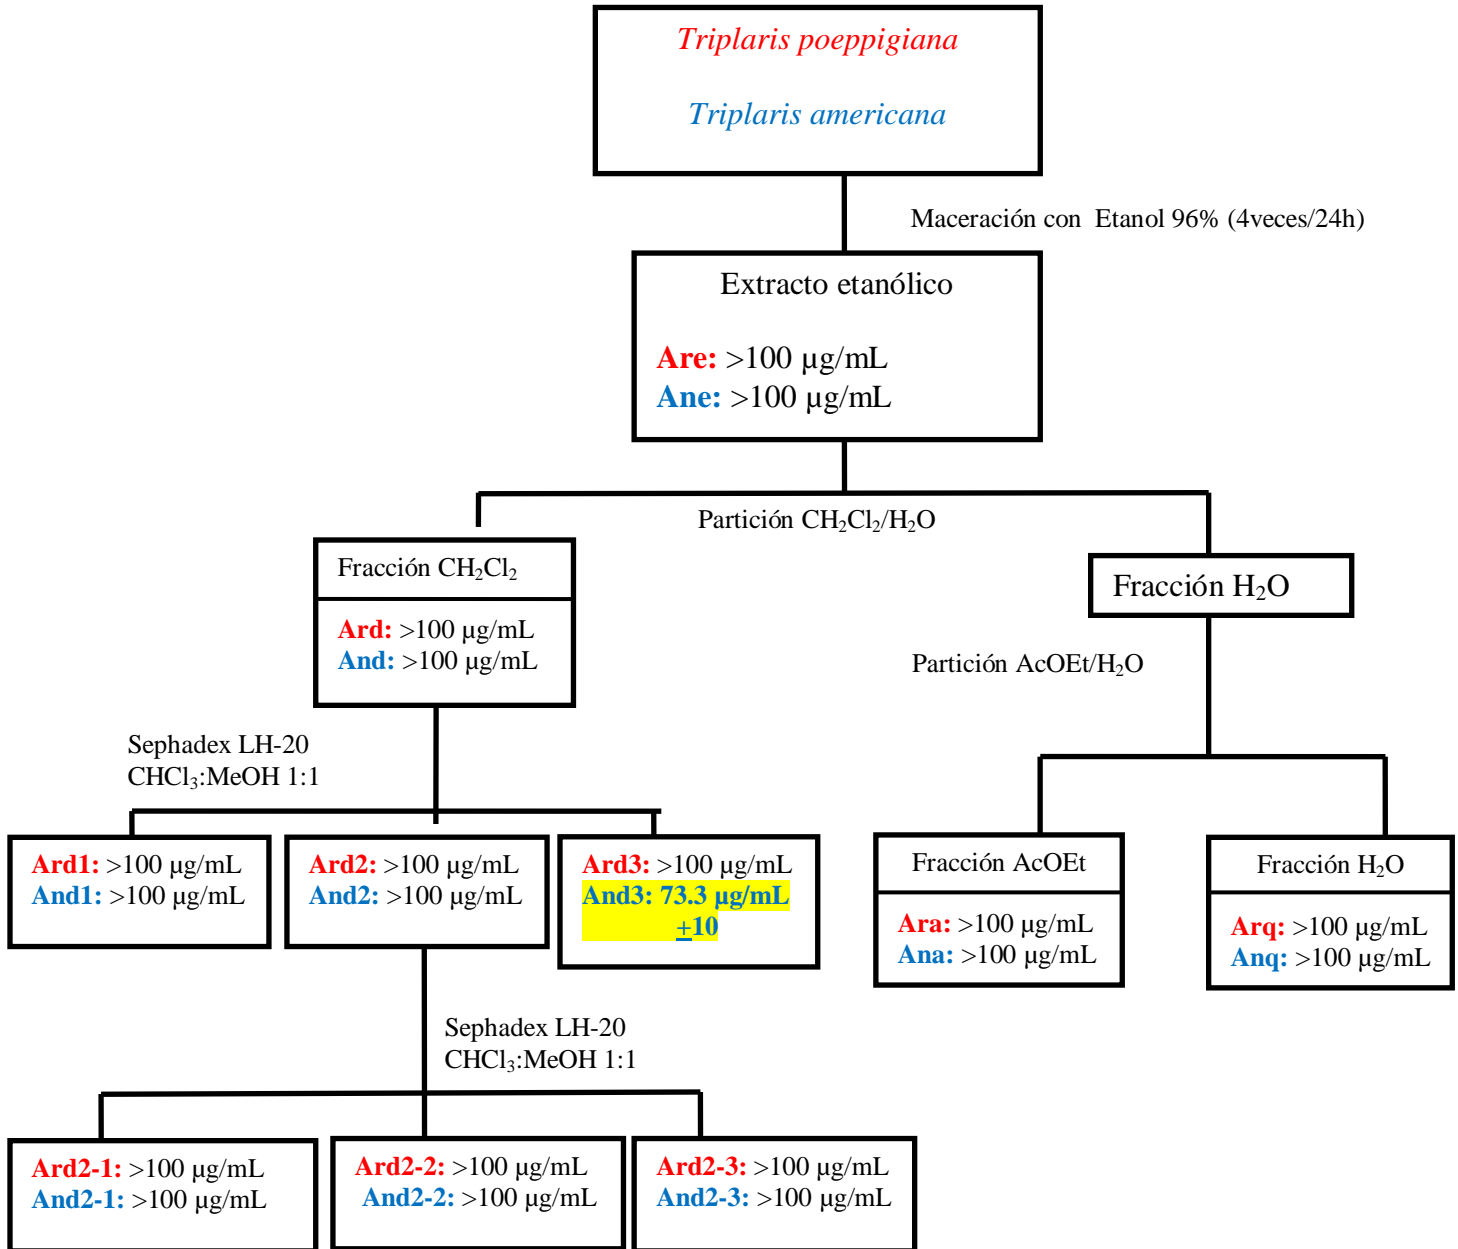 Triplaris poeppigiana
Triplaris americana
Maceración con Etanol 96% (4veces/24h)
Extracto etanólico
Are: >100 µg/mL
Ane: >100 µg/mL
Partición CH₂Cl₂/H₂O
Fracción CH₂Cl₂
Ard: >100 µg/mL
And: >100 µg/mL
Fracción H₂O
Partición AcOEt/H₂O
Sephadex LH-20
CHCl₃:MeOH 1:1
Ard1: >100 µg/mL
And1: >100 µg/mL
Ard2: >100 µg/mL
And2: >100 µg/mL
Ard3: >100 µg/mL
And3: 73.3 µg/mL
+10
Fracción AcOEt
Ara: >100 µg/mL
Ana: >100 µg/mL
Fracción H₂O
Arq: >100 µg/mL
Anq: >100 µg/mL
Sephadex LH-20
CHCl₃:MeOH 1:1
Ard2-1: >100 µg/mL
And2-1: >100 µg/mL
Ard2-2: >100 µg/mL
And2-2: >100 µg/mL
Ard2-3: >100 µg/mL
And2-3: >100 µg/mL